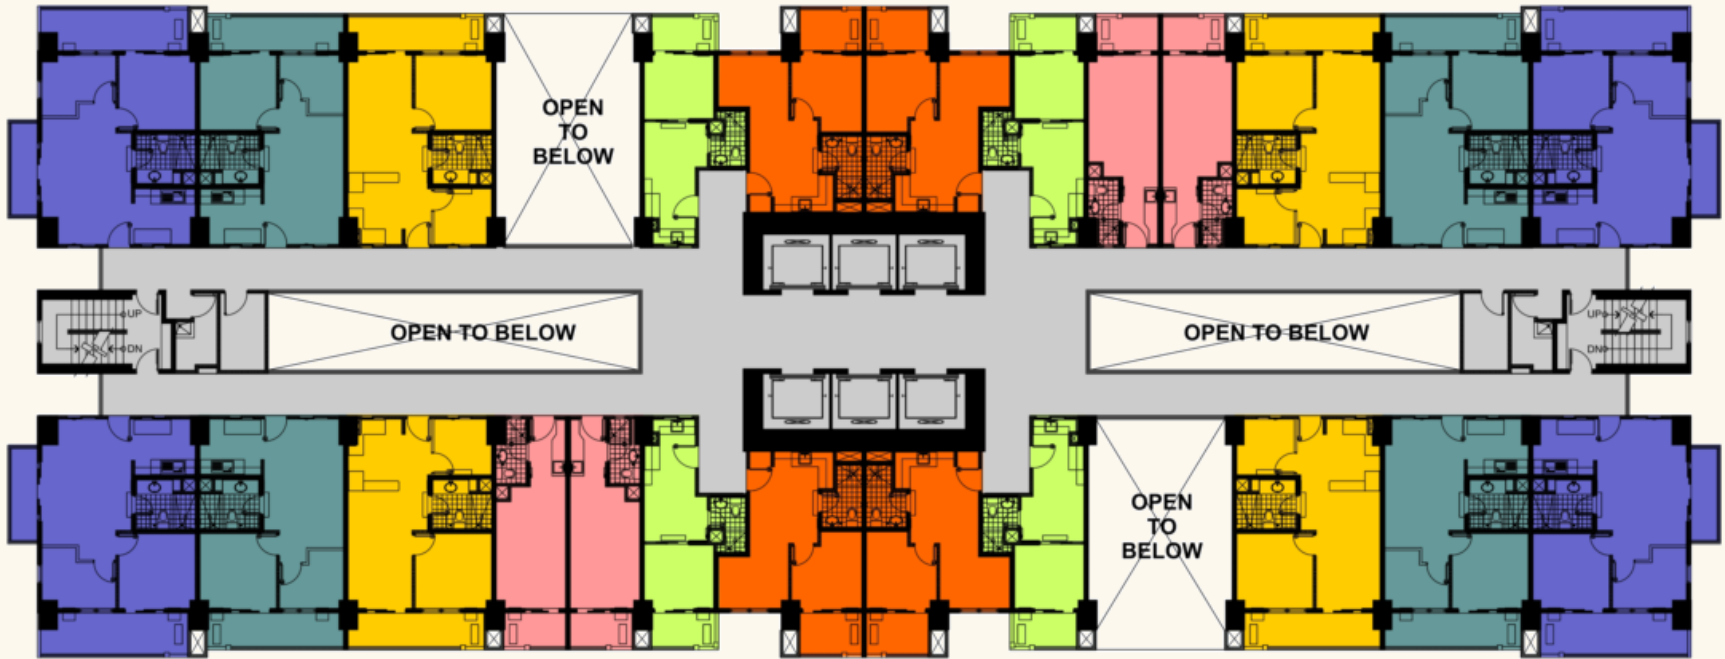 OPEN
TO
BELOW
UP
DN
OPEN TO BELOW
OPEN TO BELOW
UP
DN
OPEN
TO
BELOW